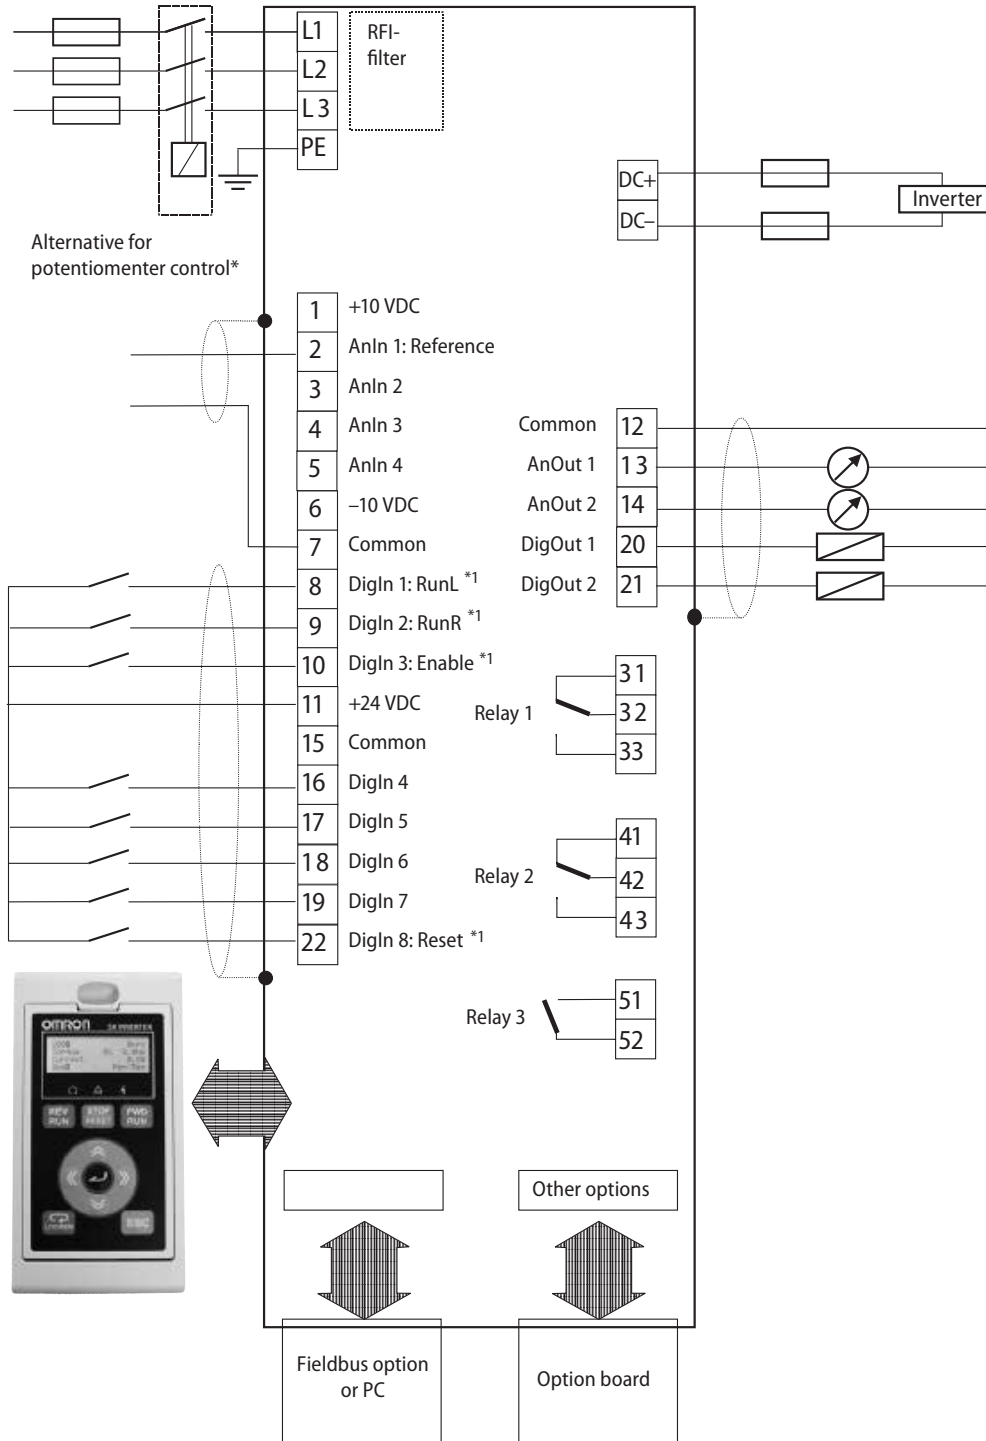 L1
RFI-
filter
L2
L3
PE
DC+
DC–
Inverter
Alternative for
potentiomenter control*
1 +10 VDC
2 AnIn 1: Reference
3 AnIn 2
4 AnIn 3
5 AnIn 4
6 –10 VDC
7 Common
8 DigIn 1: RunL *1
9 DigIn 2: RunR *1
10 DigIn 3: Enable *1
11 +24 VDC
15 Common
16 DigIn 4
17 DigIn 5
18 DigIn 6
19 DigIn 7
22 DigIn 8: Reset *1
Common 12
AnOut 1 13
AnOut 2 14
DigOut 1 20
DigOut 2 21
Relay 1
31
32
33
Relay 2
41
42
43
Relay 3
51
52
OMRON
REV
RUN
STOP
RESET
FWD
RUN
ESC
Other options
Fieldbus option
or PC
Option board